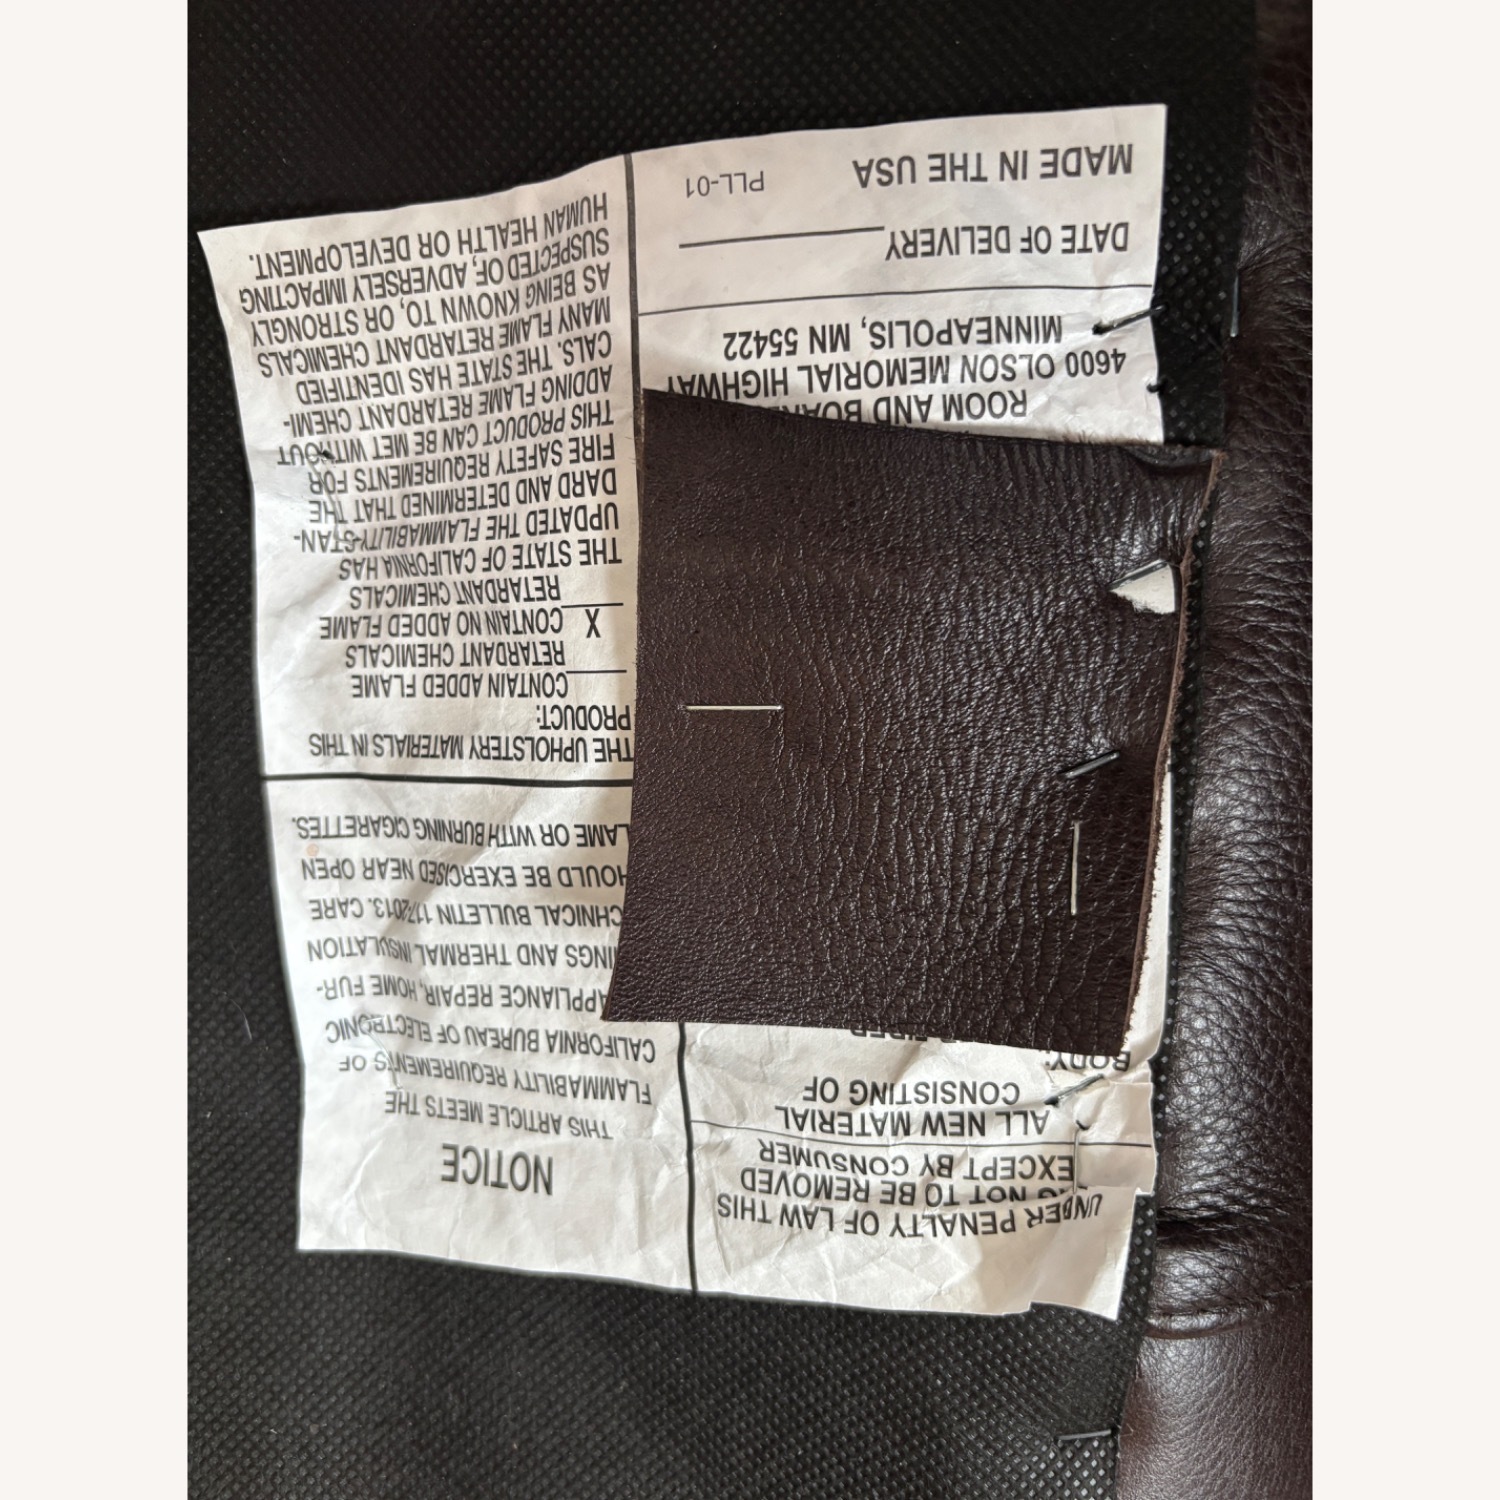 UNDER PENALTY OF LAW THIS
NOT TO BE REMOVED
EXCEPT BY CONSUMER
ALL NEW MATERIAL
CONSISTING OF
BODY:
ROOM AND
4600 OLSON MEMORIAL HIGHWAY
MINNEAPOLIS, MN 55422
DATE OF DELIVERY
MADE IN THE USA PLL-01
NOTICE
THIS ARTICLE MEETS THE
FLAMMABILITY REQUIREMENTS OF
CALIFORNIA BUREAU OF ELECTRONIC
APPLIANCE REPAIR, HOME FUR-
INGS AND THERMAL INSULATION
CHNICAL BULLETIN 117-2013. CARE
HOULD BE EXERCISED NEAR OPEN
LAME OR WITH BURNING CIGARETTES.
THE UPHOLSTERY MATERIALS IN THIS
PRODUCT:
CONTAIN ADDED FLAME
RETARDANT CHEMICALS
X CONTAIN NO ADDED FLAME
RETARDANT CHEMICALS
THE STATE OF CALIFORNIA HAS
UPDATED THE FLAMMABILITY STAN-
DARD AND DETERMINED THAT THE
FIRE SAFETY REQUIREMENTS FOR
THIS PRODUCT CAN BE MET WITHOUT
ADDING FLAME RETARDANT CHEMI-
CALS. THE STATE HAS IDENTIFIED
MANY FLAME RETARDANT CHEMICALS
AS BEING KNOWN TO, OR STRONGLY
SUSPECTED OF, ADVERSELY IMPACTING
HUMAN HEALTH OR DEVELOPMENT.